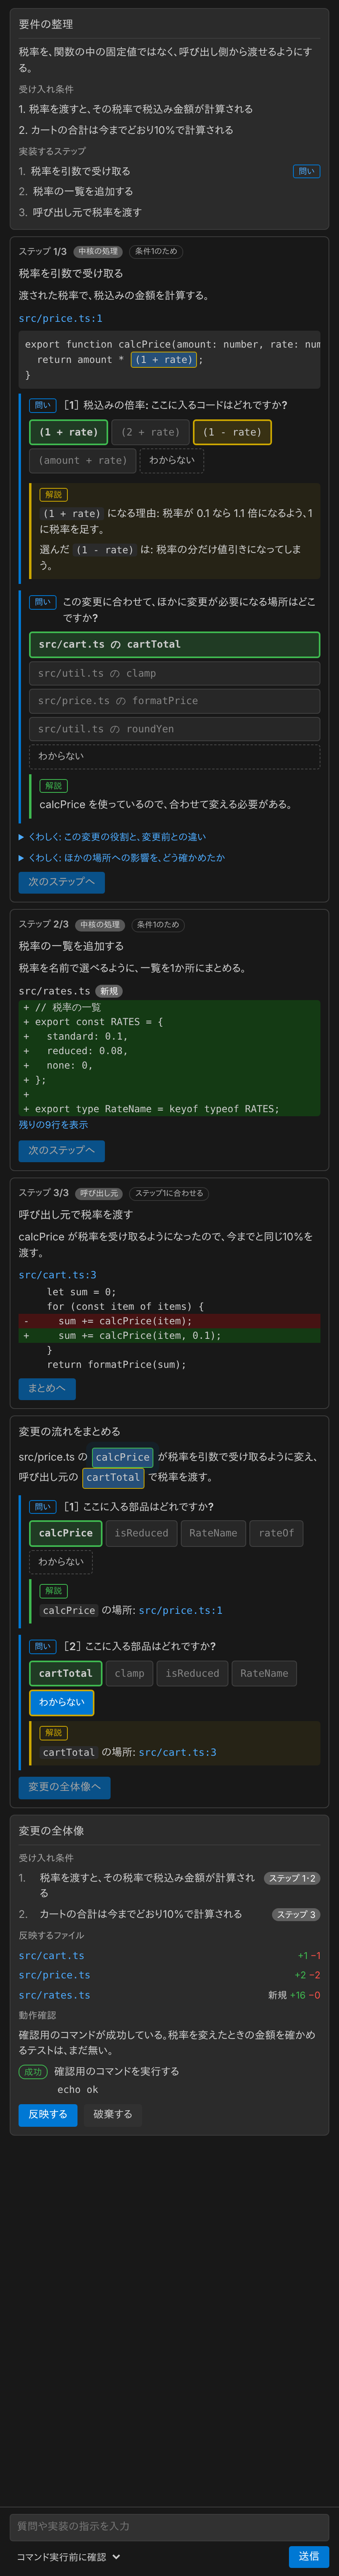 要件の整理
税率を、関数の中の固定値ではなく、呼び出し側から渡せるようにす
る。
受け入れ条件
1. 税率を渡すと、その税率で税込み金額が計算される
2. カートの合計は今までどおり10%で計算される
実装するステップ
1. 税率を引数で受け取る 問い
2. 税率の一覧を追加する
3. 呼び出し元で税率を渡す
ステップ 1/3 中核の処理 条件1のため
税率を引数で受け取る
渡された税率で、税込みの金額を計算する。
src/price.ts:1
export function calcPrice(amount: number, rate: num
return amount * (1 + rate);
}
問い [1] 税込みの倍率: ここに入るコードはどれですか?
(1 + rate) (2 + rate) (1 - rate)
(amount + rate) わからない
解説
(1 + rate) になる理由: 税率が 0.1 なら 1.1 倍になるよう、1
に税率を足す。
選んだ (1 - rate) は: 税率の分だけ値引きになってしま
う。
問い この変更に合わせて、ほかに変更が必要になる場所はどこ
ですか?
src/cart.ts の cartTotal
src/util.ts の clamp
src/price.ts の formatPrice
src/util.ts の roundYen
わからない
解説
calcPrice を使っているので、合わせて変える必要がある。
▶ くわしく: この変更の役割と、変更前との違い
▶ くわしく: ほかの場所への影響を、どう確かめたか
次のステップへ
ステップ 2/3 中核の処理 条件1のため
税率の一覧を追加する
税率を名前で選べるように、一覧を1か所にまとめる。
src/rates.ts 新規
+ // 税率の一覧
+ export const RATES = {
+   standard: 0.1,
+   reduced: 0.08,
+   none: 0,
+ };
+
+ export type RateName = keyof typeof RATES;
残りの9行を表示
次のステップへ
ステップ 3/3 呼び出し元 ステップ1に合わせる
呼び出し元で税率を渡す
calcPrice が税率を受け取るようになったので、今までと同じ10%を
渡す。
src/cart.ts:3
let sum = 0;
for (const item of items) {
-     sum += calcPrice(item);
+     sum += calcPrice(item, 0.1);
}
return formatPrice(sum);
まとめへ
変更の流れをまとめる
src/price.ts の calcPrice が税率を引数で受け取るように変え、
呼び出し元の cartTotal で税率を渡す。
問い [1] ここに入る部品はどれですか?
calcPrice isReduced RateName rateOf
わからない
解説
calcPrice の場所: src/price.ts:1
問い [2] ここに入る部品はどれですか?
cartTotal clamp isReduced RateName
わからない
解説
cartTotal の場所: src/cart.ts:3
変更の全体像へ
変更の全体像
受け入れ条件
1. 税率を渡すと、その税率で税込み金額が計算され ステップ 1・2
る
2. カートの合計は今までどおり10%で計算される ステップ 3
反映するファイル
src/cart.ts +1 −1
src/price.ts +2 −2
src/rates.ts 新規 +16 −0
動作確認
確認用のコマンドが成功している。税率を変えたときの金額を確かめ
るテストは、まだ無い。
成功 確認用のコマンドを実行する
echo ok
反映する 破棄する
質問や実装の指示を入力
コマンド実行前に確認 送信